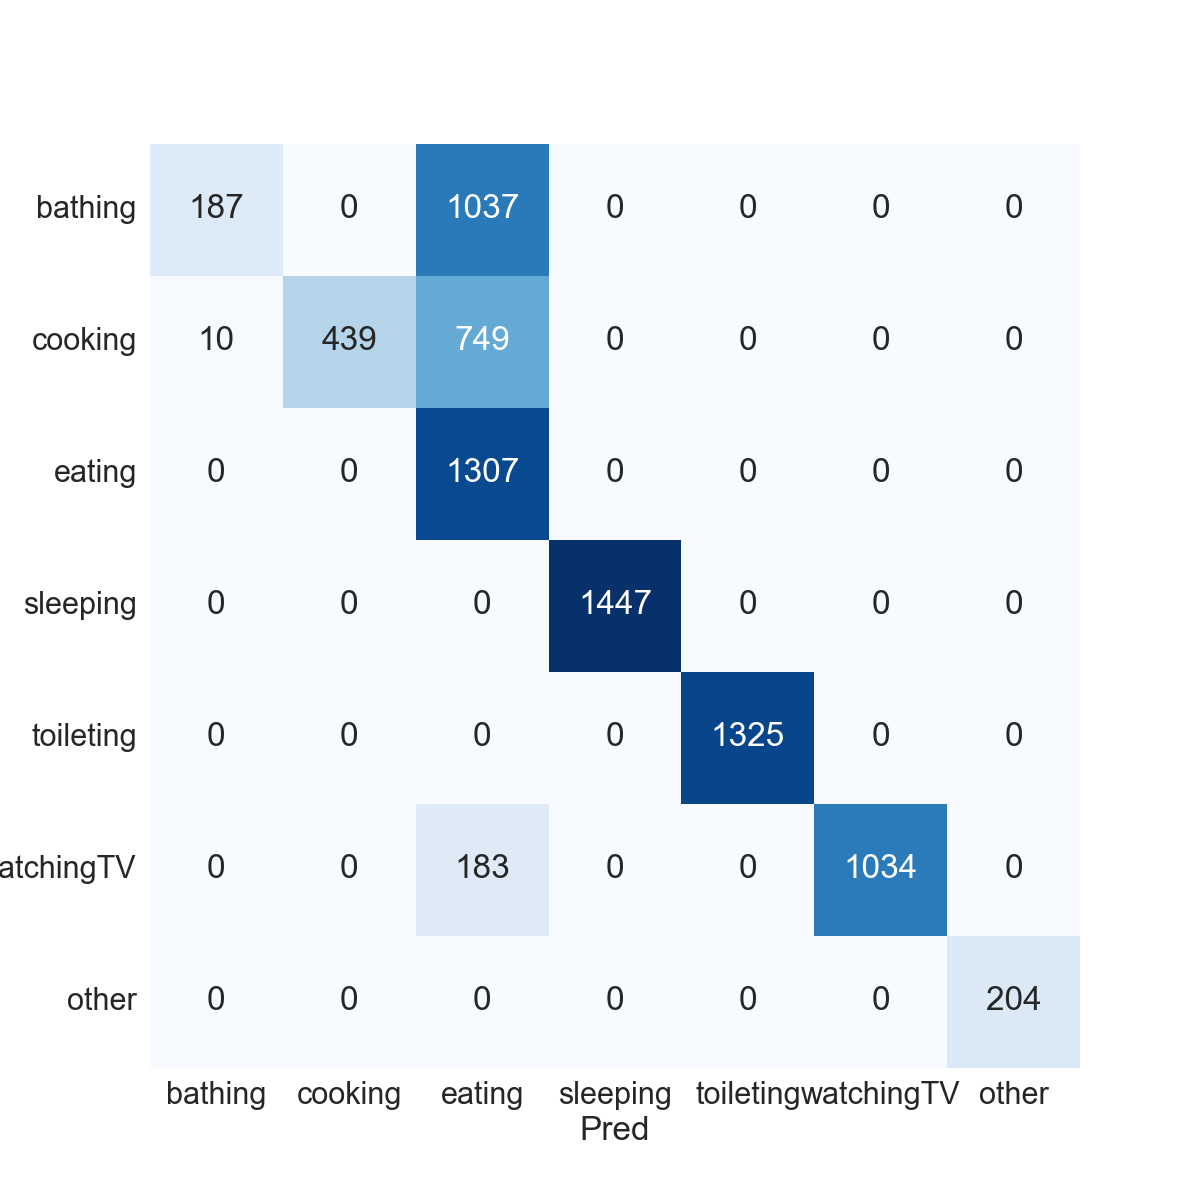 bathing 187 0 1037 0 0 0 0
cooking 10 439 749 0 0 0 0
eating 0 0 1307 0 0 0 0
sleeping 0 0 0 1447 0 0 0
toileting 0 0 0 0 1325 0 0
atchingTV 0 0 183 0 0 1034 0
other 0 0 0 0 0 0 204
bathing cooking eating sleeping toileting watchingTV other
Pred